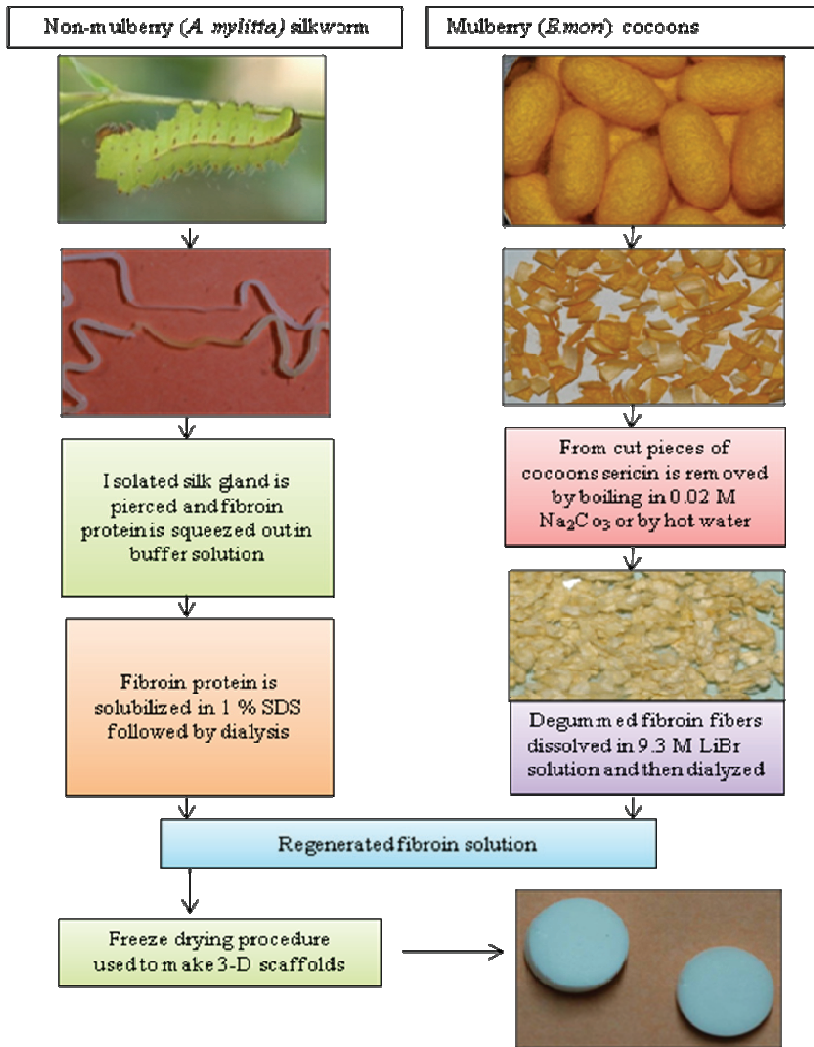 Non-mulberry (A. mylitta) silkworm
Mulberry (B.mori) cocoons
Isolated silk gland is
pierced and fibroin
protein is squeezed out in
buffer solution
From cut pieces of
cocoons sericin is removed
by boiling in 0.02 M
Na₂Co₃ or by hot water
Fibroin protein is
solubilized in 1 % SDS
followed by dialysis
Degummed fibroin fibers
dissolved in 9.3 M LiBr
solution and then dialyzed
Regenerated fibroin solution
Freeze drying procedure
used to make 3-D scaffolds